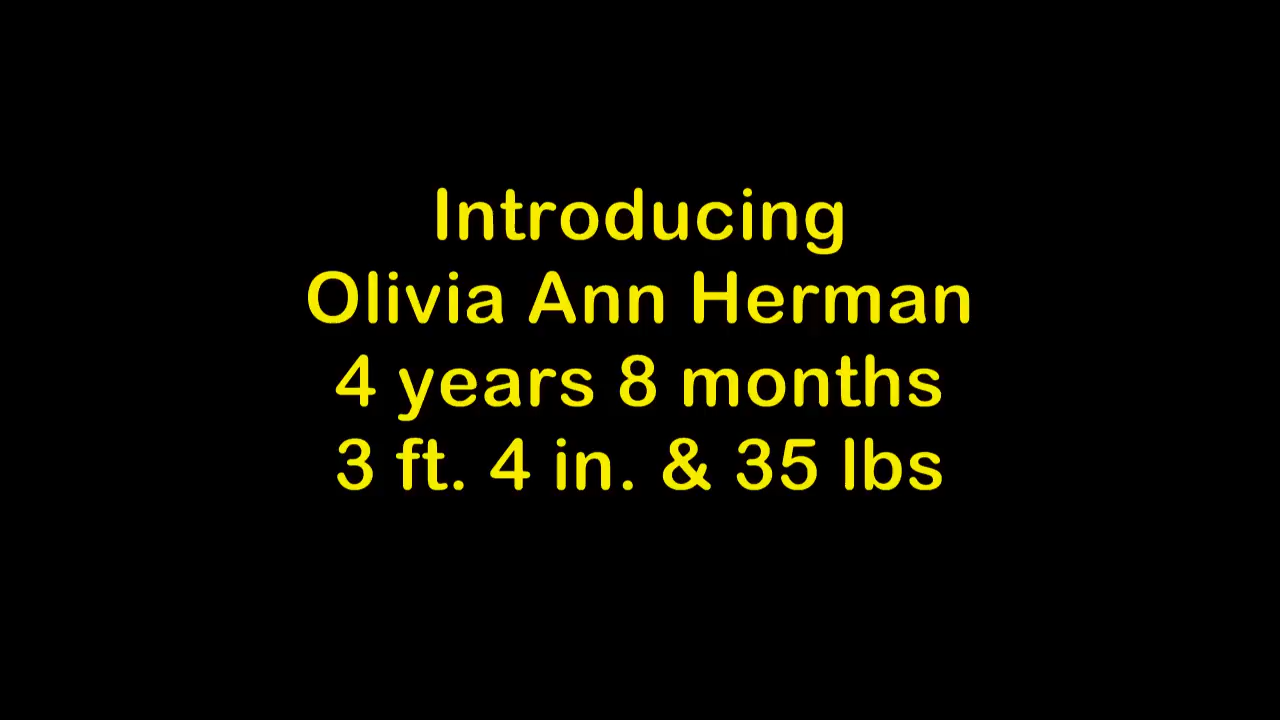 Introducing
Olivia Ann Herman
4 years 8 months
3 ft. 4 in. & 35 lbs